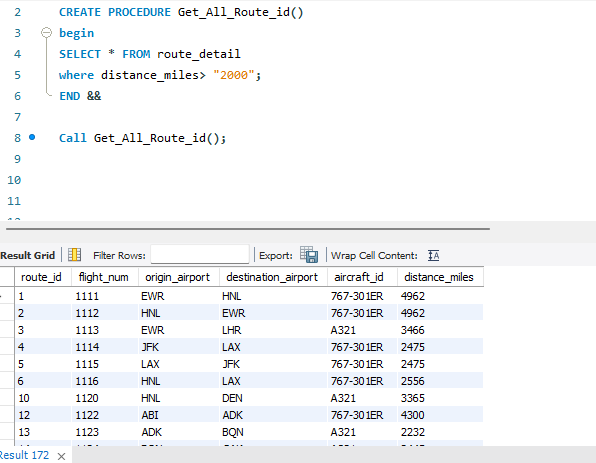 2 CREATE PROCEDURE Get_All_Route_id()
3 begin
4 SELECT * FROM route_detail
5 where distance_miles> "2000";
6 END &&
7
8 Call Get_All_Route_id();
9
10
11
Result Grid Filter Rows: Export: Wrap Cell Content:
route_id flight_num origin_airport destination_airport aircraft_id distance_miles
1 1111 EWR HNL 767-301ER 4962
2 1112 HNL EWR 767-301ER 4962
3 1113 EWR LHR A321 3466
4 1114 JFK LAX 767-301ER 2475
5 1115 LAX JFK 767-301ER 2475
6 1116 HNL LAX 767-301ER 2556
10 1120 HNL DEN A321 3365
12 1122 ABI ADK 767-301ER 4300
13 1123 ADK BQN A321 2232
Result 172 ×